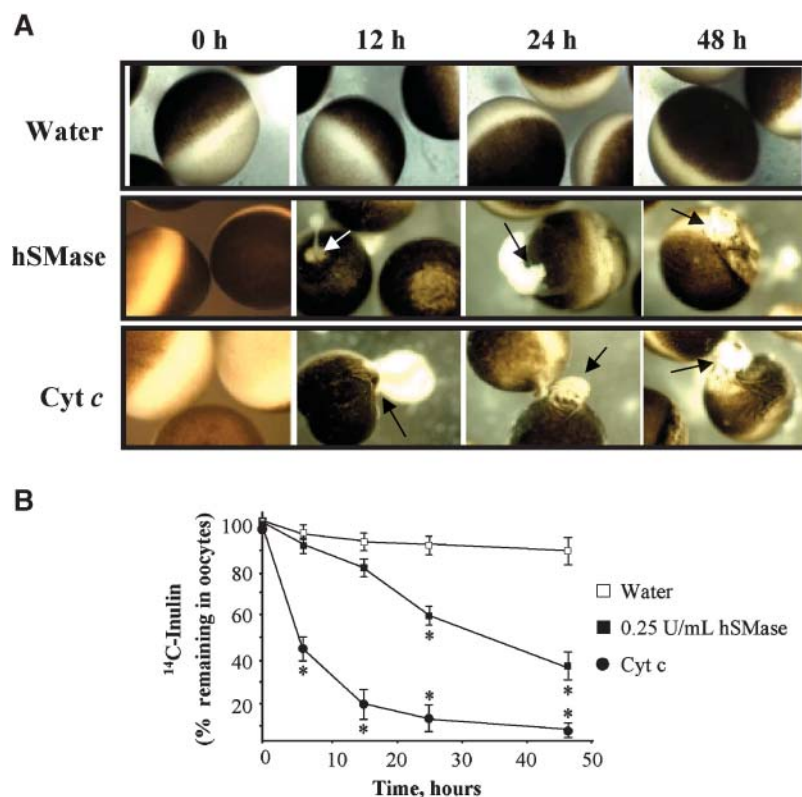 A
0 h 12 h 24 h 48 h
Water
hSMase
Cyt c
B
¹⁴C-Inulin
(% remaining in oocytes)
100
80
60
40
20
* * * * * *
0 10 20 30 40 50
Time, hours
Water
0.25 U/mL hSMase
Cyt c